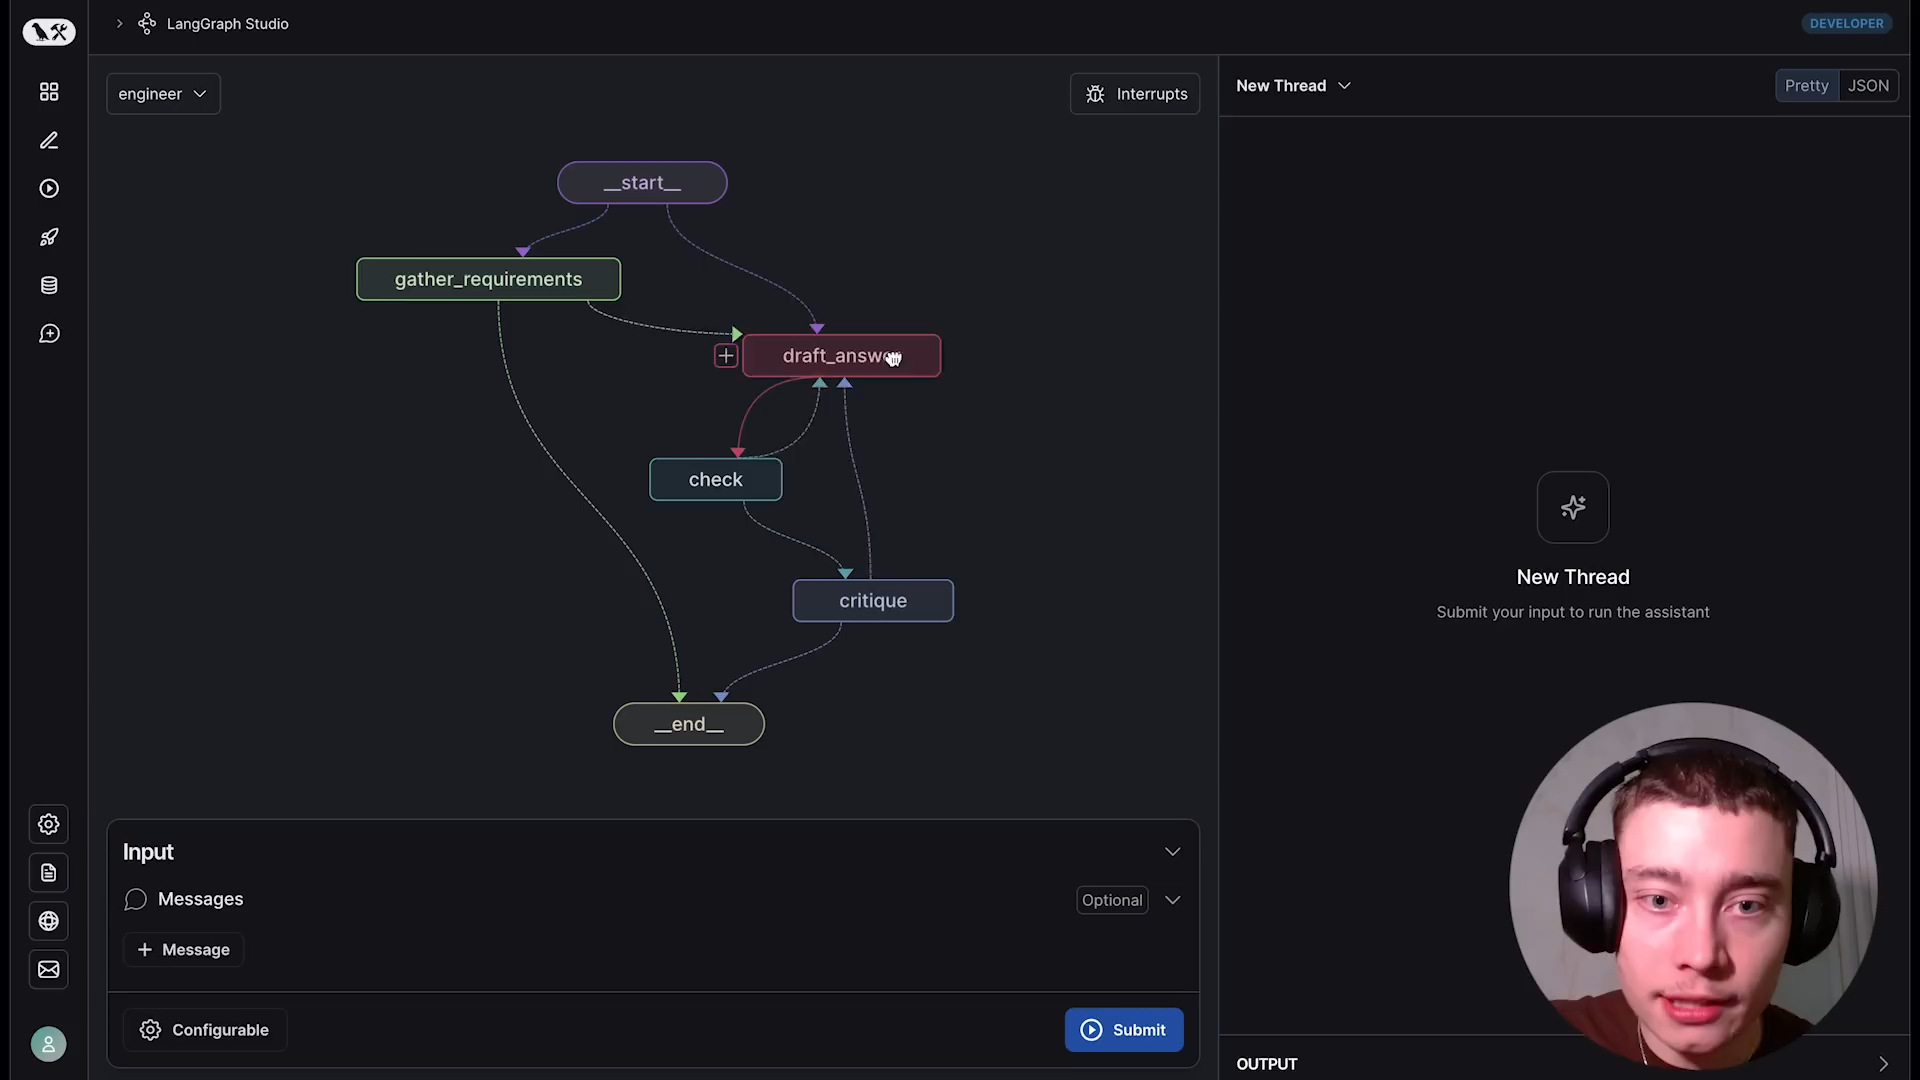 LangGraph Studio
DEVELOPER
engineer
Interrupts
New Thread
Pretty
JSON
__start__
gather_requirements
draft_answer
check
critique
__end__
New Thread
Submit your input to run the assistant
Input
Messages
Optional
+ Message
Configurable
Submit
OUTPUT